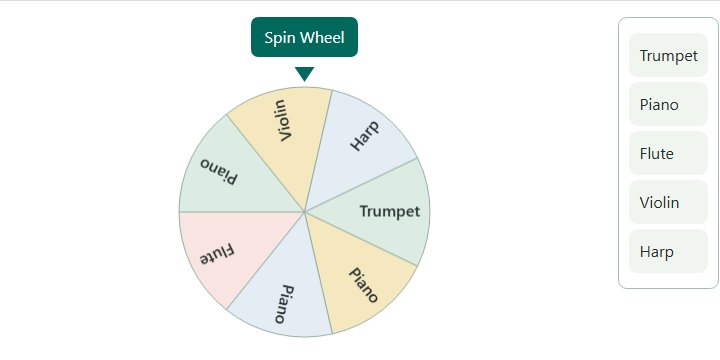 Spin Wheel
Violin
Harp
Trumpet
Piano
Piano
Flute
Piano
Trumpet
Piano
Flute
Violin
Harp